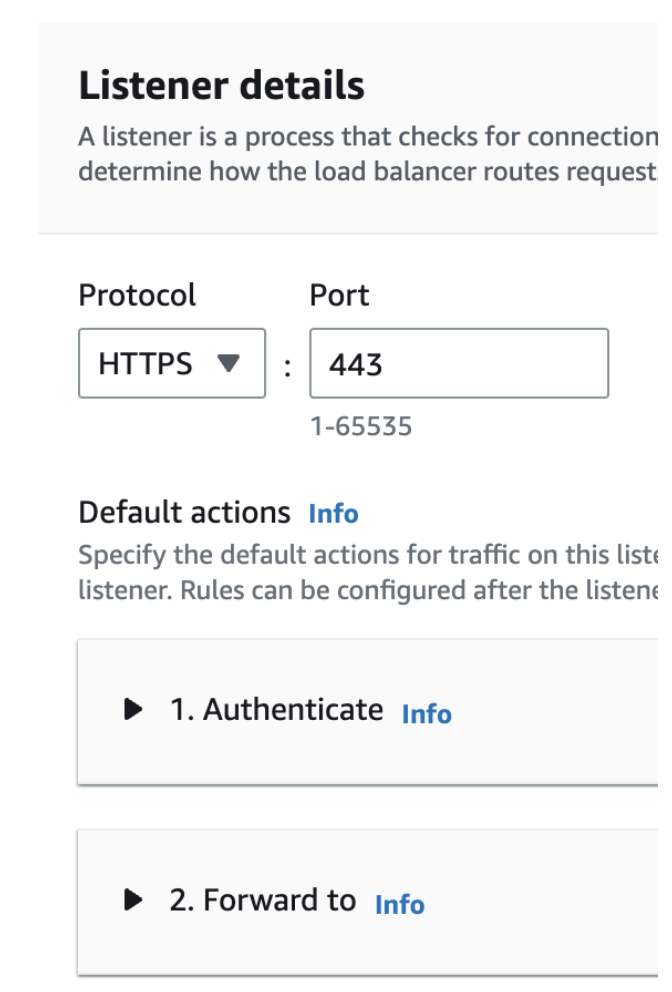 Listener details
A listener is a process that checks for connection
determine how the load balancer routes request
Protocol Port
HTTPS : 443
1-65535
Default actions Info
Specify the default actions for traffic on this liste
listener. Rules can be configured after the listene
1. Authenticate Info
2. Forward to Info